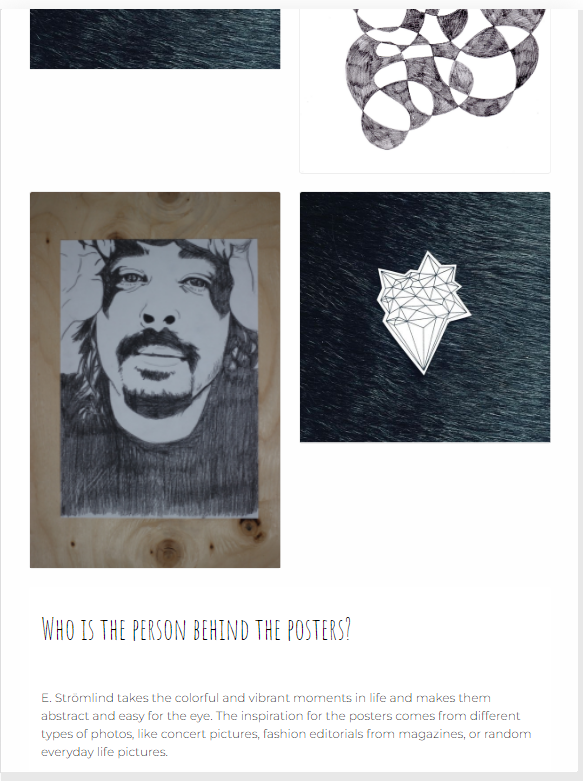 Who is the person behind the posters?
E. Strömlind takes the colorful and vibrant moments in life and makes them
abstract and easy for the eye. The inspiration for the posters comes from different
types of photos, like concert pictures, fashion editorials from magazines, or random
everyday life pictures.